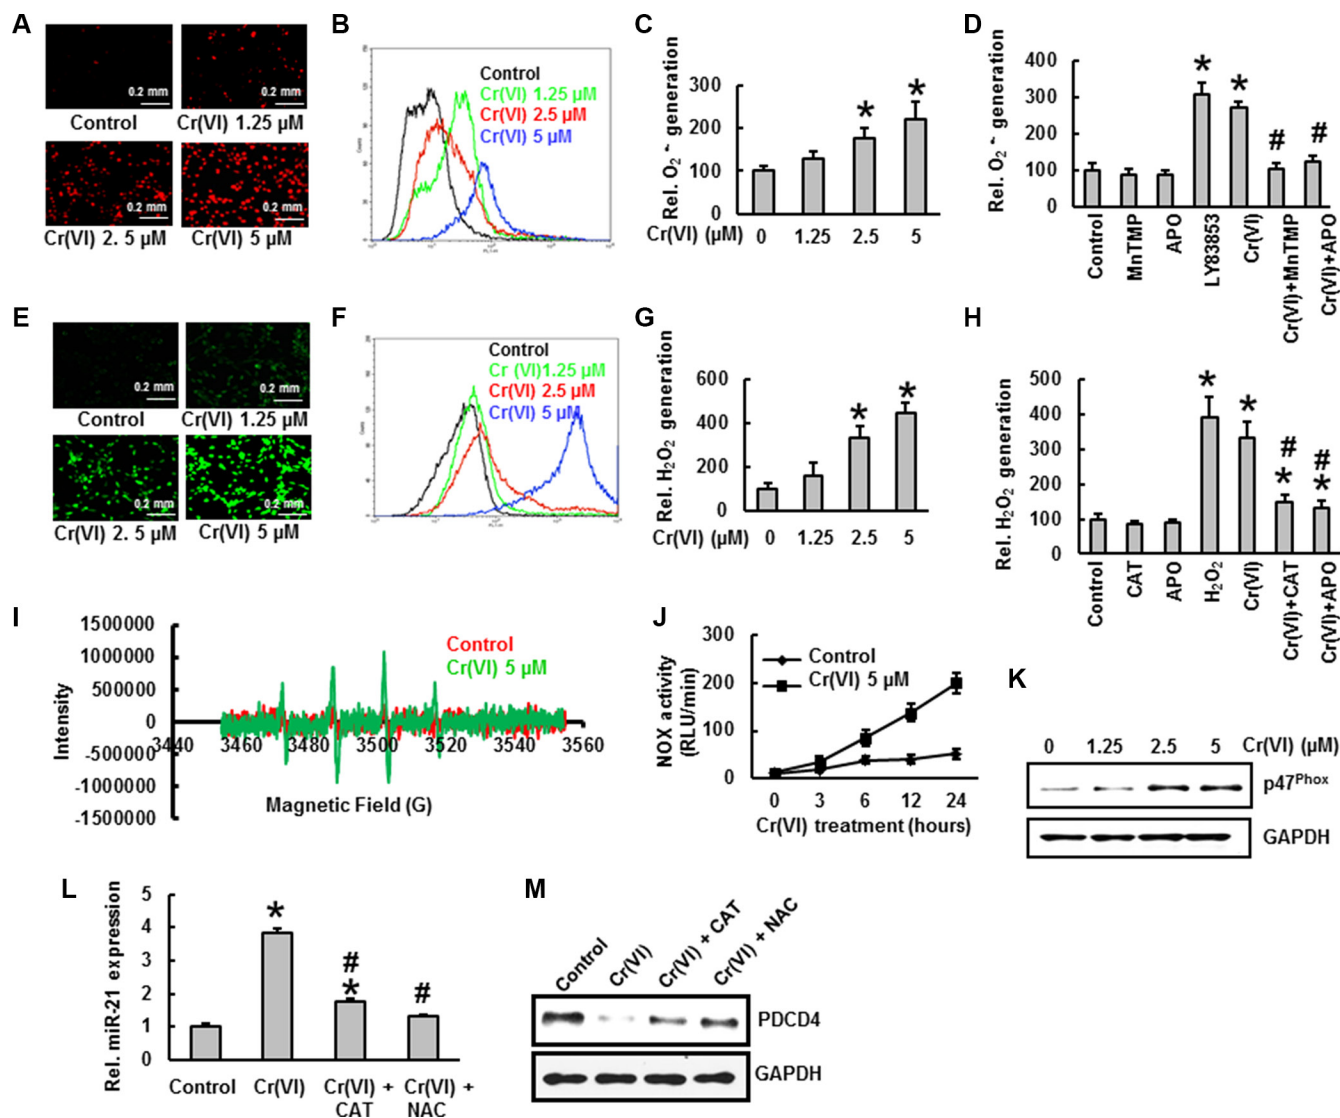 A
0.2 mm
0.2 mm
Control
Cr(VI) 1.25 µM
0.2 mm
0.2 mm
Cr(VI) 2. 5 µM
Cr(VI) 5 µM
B
Control
Cr(VI) 1.25 µM
Cr(VI) 2.5 µM
Cr(VI) 5 µM
C
Rel. O₂ •- generation
300
200
100
0
*
*
Cr(VI) (µM)
0 1.25 2.5 5
D
Rel. O₂ •- generation
400
300
200
100
0
* * # #
Control
MnTMP
APO
LY83853
Cr(VI)
Cr(VI)+MnTMP
Cr(VI)+APO
E
0.2 mm
0.2 mm
Control
Cr(VI) 1.25 µM
0.2 mm
0.2 mm
Cr(VI) 2. 5 µM
Cr(VI) 5 µM
F
Control
Cr (VI)1.25 µM
Cr(VI) 2.5 µM
Cr(VI) 5 µM
G
Rel. H₂O₂ generation
600
400
200
0
*
*
Cr(VI) (µM)
0 1.25 2.5 5
H
Rel. H₂O₂ generation
500
400
300
200
100
0
* *
# #
* *
Control
CAT
APO
H₂O₂
Cr(VI)
Cr(VI)+CAT
Cr(VI)+APO
I
Intensity
1500000
1000000
500000
0
-500000
-1000000
-1500000
Control
Cr(VI) 5 µM
3440 3460 3480 3500 3520 3540 3560
Magnetic Field (G)
J
NOX activity
(RLU/min)
300
200
100
0
Control
Cr(VI) 5 µM
0 3 6 12 24
Cr(VI) treatment (hours)
K
0 1.25 2.5 5 Cr(VI) (µM)
p47Phox
GAPDH
L
Rel. miR-21 expression
5
4
3
2
1
0
*
#
*
#
Control
Cr(VI)
Cr(VI) +
CAT
Cr(VI) +
NAC
M
Control
Cr(VI)
Cr(VI) + CAT
Cr(VI) + NAC
PDCD4
GAPDH